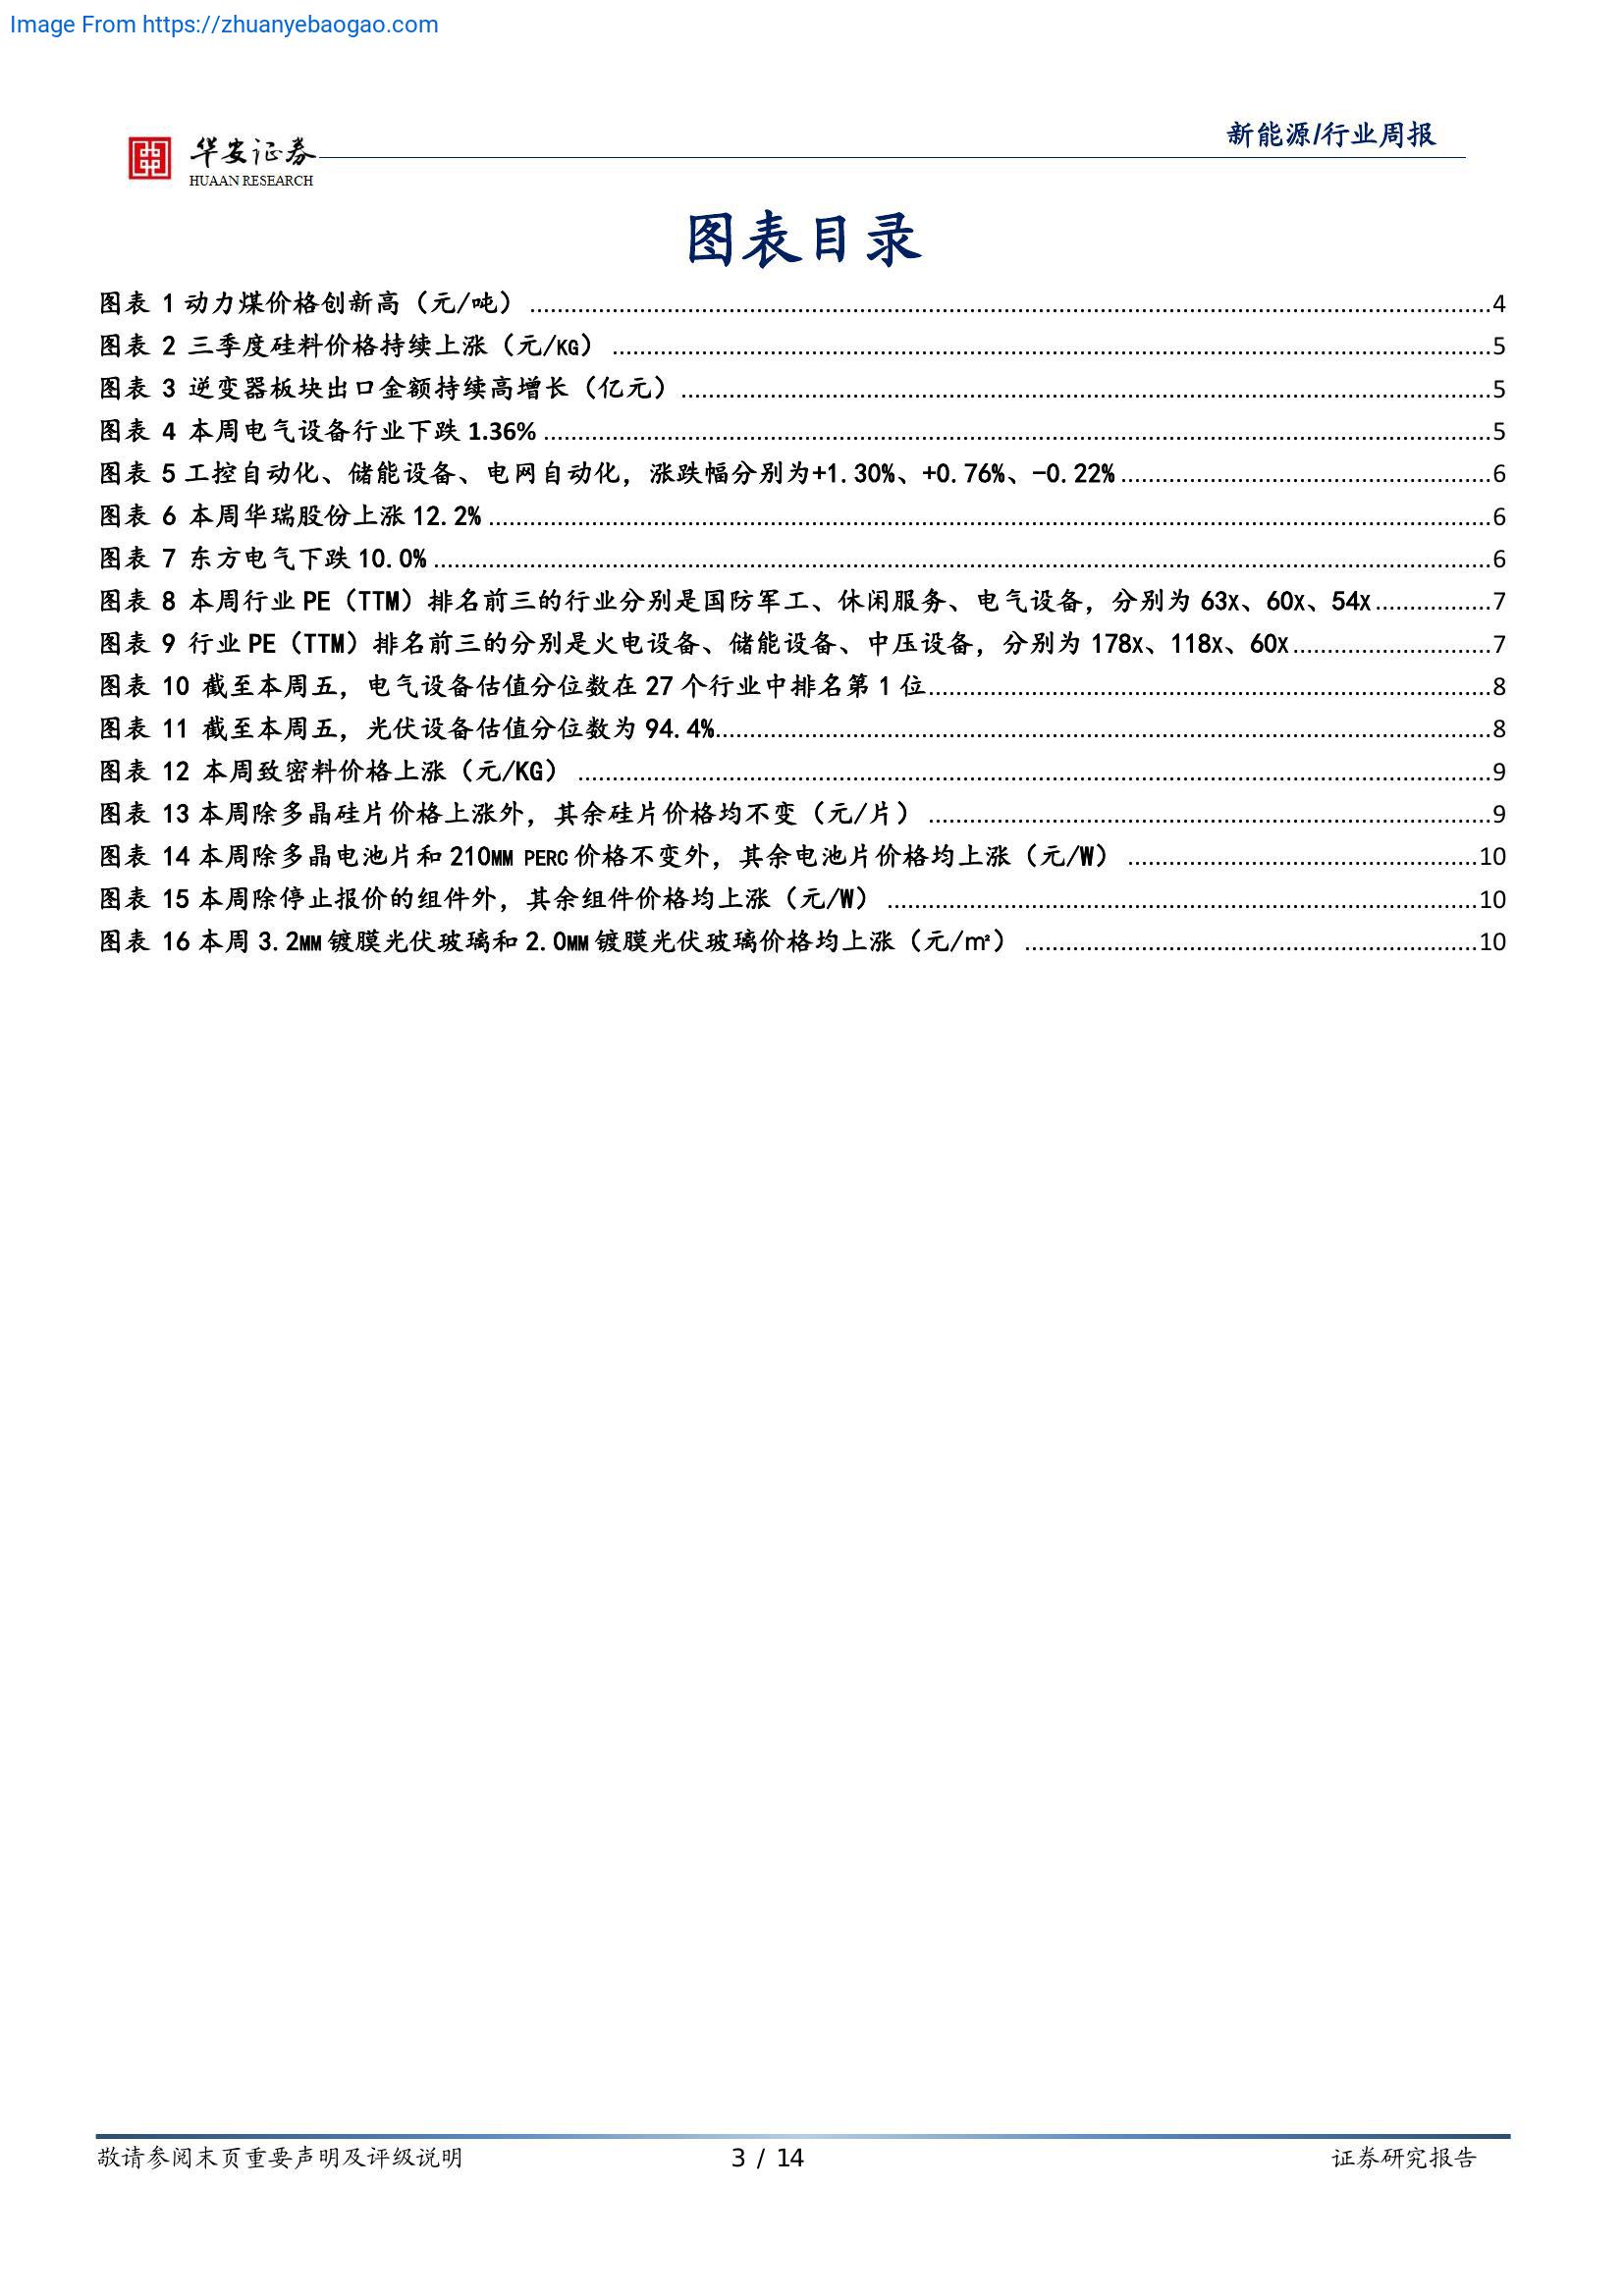 Image From https://zhuanyebaogao.com
新能源/行业周报
华安证券
HUAAN RESEARCH
图表目录
图表 1 动力煤价格创新高（元/吨） 4
图表 2 三季度硅料价格持续上涨（元/KG） 5
图表 3 逆变器板块出口金额持续高增长（亿元） 5
图表 4 本周电气设备行业下跌 1.36% 5
图表 5 工控自动化、储能设备、电网自动化，涨跌幅分别为+1.30%、+0.76%、-0.22% 6
图表 6 本周华瑞股份上涨 12.2% 6
图表 7 东方电气下跌 10.0% 6
图表 8 本周行业 PE（TTM）排名前三的行业分别是国防军工、休闲服务、电气设备，分别为 63x、60x、54x 7
图表 9 行业 PE（TTM）排名前三的分别是火电设备、储能设备、中压设备，分别为 178x、118x、60x 7
图表 10 截至本周五，电气设备估值分位数在 27 个行业中排名第 1 位 8
图表 11 截至本周五，光伏设备估值分位数为 94.4% 8
图表 12 本周致密料价格上涨（元/KG） 9
图表 13 本周除多晶硅片价格上涨外，其余硅片价格均不变（元/片） 9
图表 14 本周除多晶电池片和 210MM PERC 价格不变外，其余电池片价格均上涨（元/W） 10
图表 15 本周除停止报价的组件外，其余组件价格均上涨（元/W） 10
图表 16 本周 3.2MM 镀膜光伏玻璃和 2.0MM 镀膜光伏玻璃价格均上涨（元/㎡） 10
敬请参阅末页重要声明及评级说明 3 / 14 证券研究报告